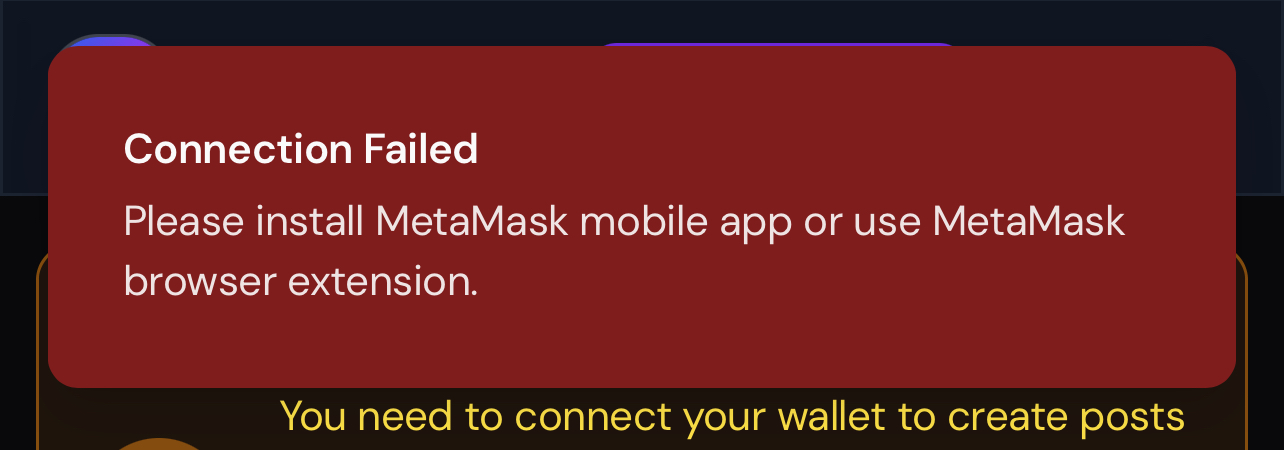 Connection Failed
Please install MetaMask mobile app or use MetaMask
browser extension.
You need to connect your wallet to create posts